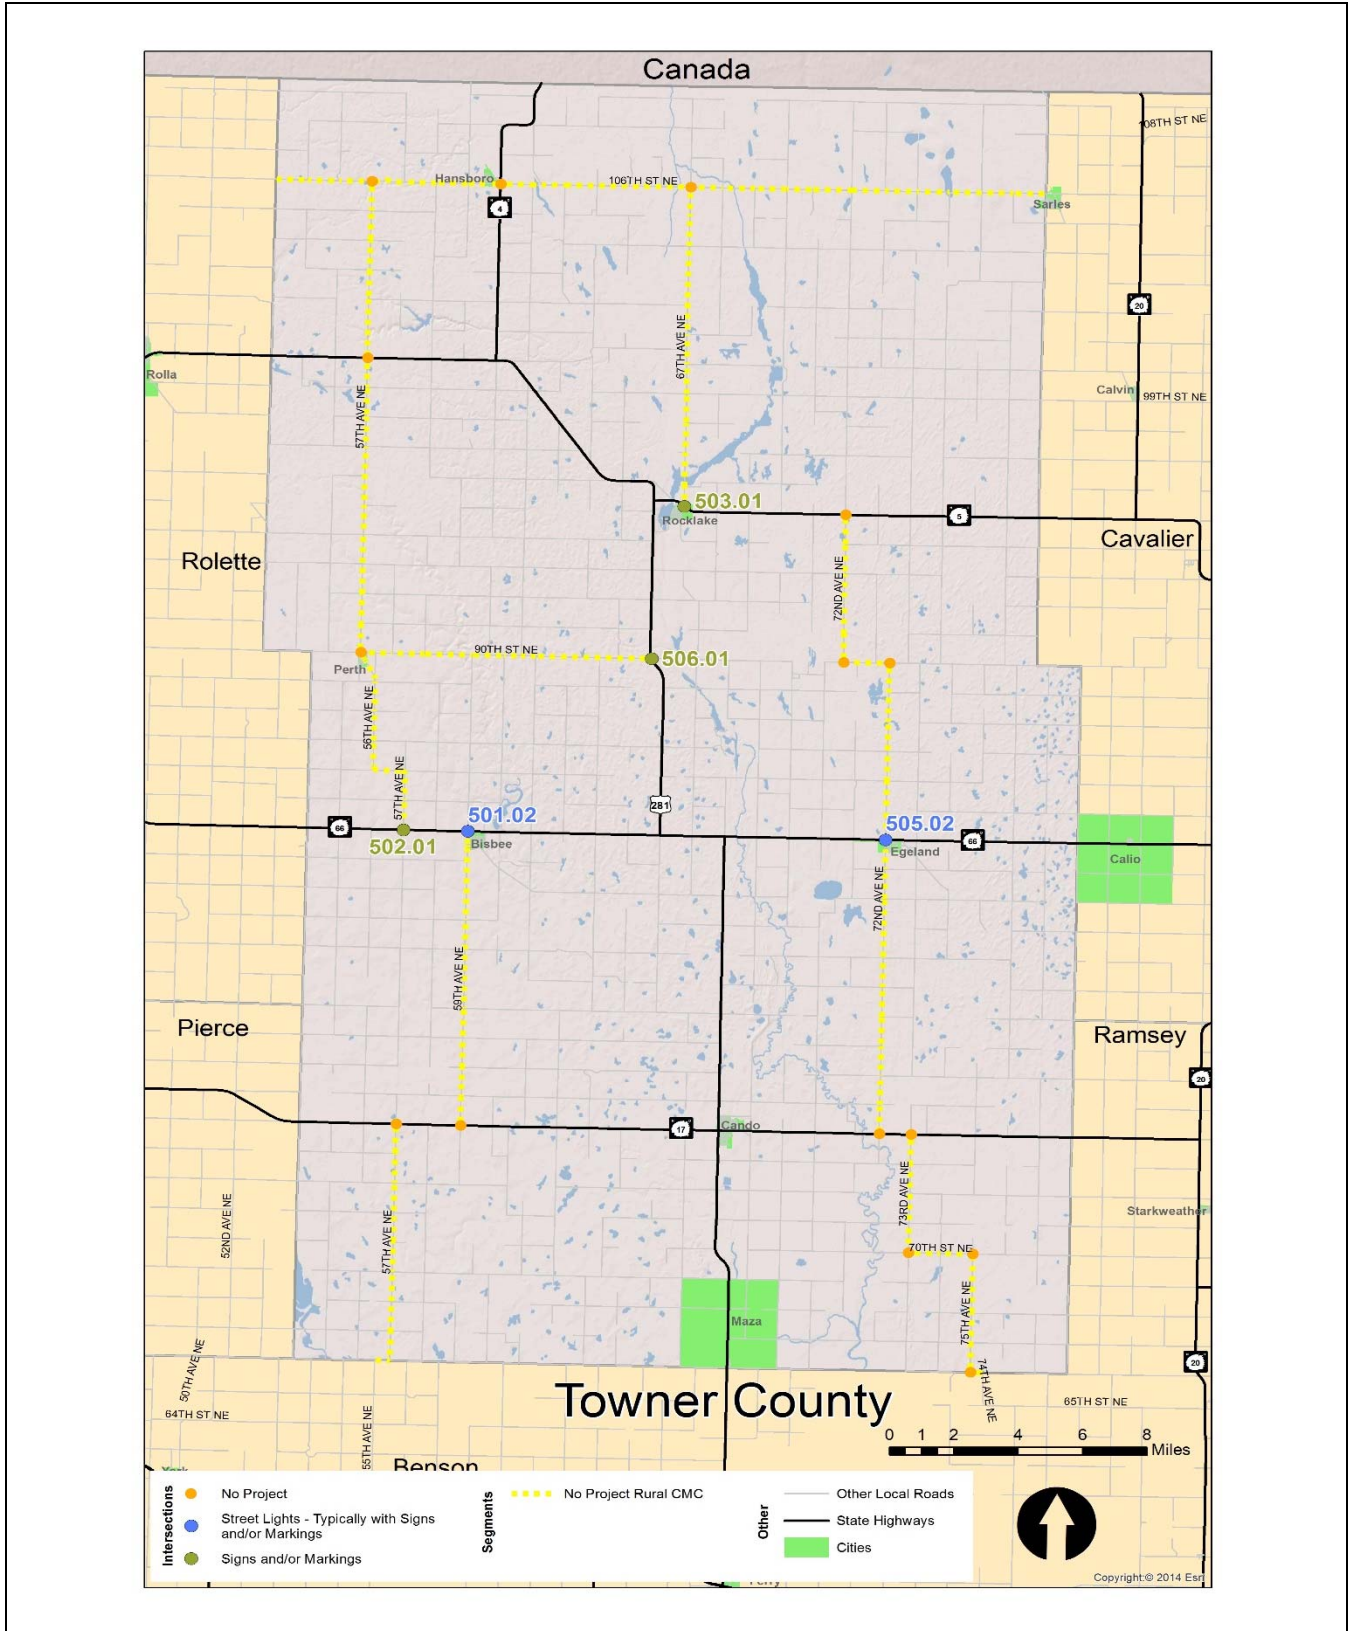 Canada
108TH ST NE
Hansboro
106TH ST NE
Sarles
4
20
67TH AVE NE
Rolla
Calvin
99TH ST NE
57TH AVE NE
503.01
Rocklake
5
Cavalier
Rolette
72ND AVE NE
90TH ST NE
506.01
Perth
56TH AVE NE
57TH AVE NE
281
501.02
505.02
66
502.01
Bisbee
Egeland
66
Calio
72ND AVE NE
59TH AVE NE
Pierce
Ramsey
20
17
Cando
73RD AVE NE
52ND AVE NE
Starkweather
57TH AVE NE
70TH ST NE
75TH AVE NE
Maza
20
50TH AVE NE
74TH AVE NE
Towner County
65TH ST NE
64TH ST NE
55TH AVE NE
0 1 2 4 6 8
Miles
Benson
York
Intersections
No Project
Street Lights - Typically with Signs
and/or Markings
Signs and/or Markings
Segments
No Project Rural CMC
Other
Other Local Roads
State Highways
Cities
Copyright:© 2014 Esri